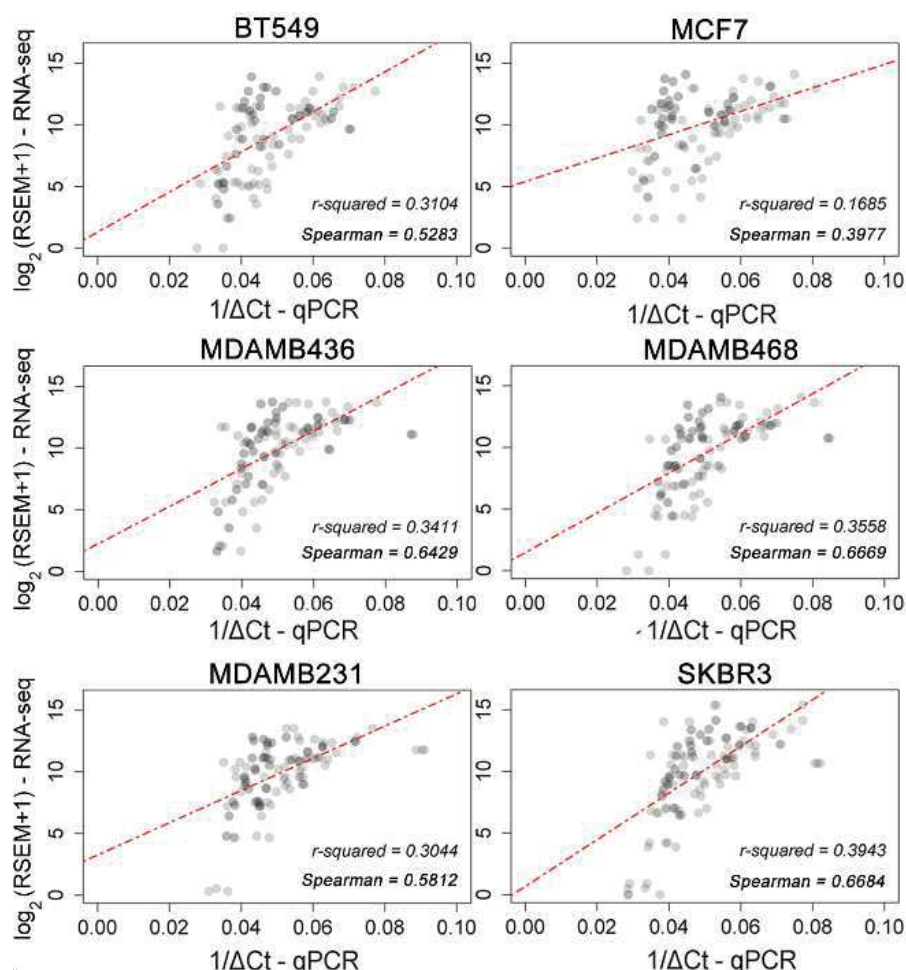 BT549
log2(RSEM+1) - RNA-seq
15
10
5
0
r-squared = 0.3104
Spearman = 0.5283
0.00 0.02 0.04 0.06 0.08 0.10
1/ΔCt - qPCR
MCF7
15
10
5
0
r-squared = 0.1685
Spearman = 0.3977
0.00 0.02 0.04 0.06 0.08 0.10
1/ΔCt - qPCR
MDAMB436
log2(RSEM+1) - RNA-seq
15
10
5
0
r-squared = 0.3411
Spearman = 0.6429
0.00 0.02 0.04 0.06 0.08 0.10
1/ΔCt - qPCR
MDAMB468
15
10
5
0
r-squared = 0.3558
Spearman = 0.6669
0.00 0.02 0.04 0.06 0.08 0.10
1/ΔCt - qPCR
MDAMB231
log2(RSEM+1) - RNA-seq
15
10
5
0
r-squared = 0.3044
Spearman = 0.5812
0.00 0.02 0.04 0.06 0.08 0.10
1/ΔCt - qPCR
SKBR3
15
10
5
0
r-squared = 0.3943
Spearman = 0.6684
0.00 0.02 0.04 0.06 0.08 0.10
1/ΔCt - qPCR